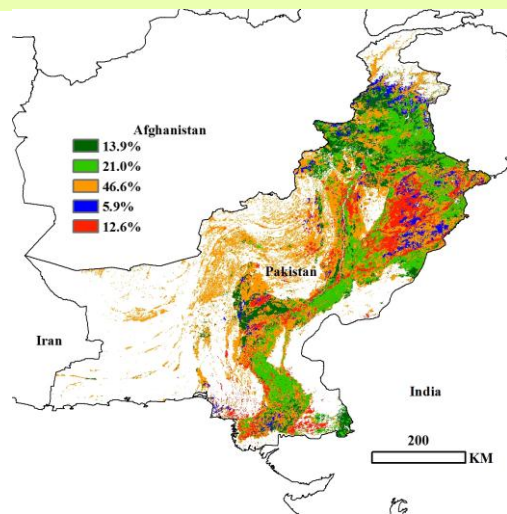 Afghanistan
13.9%
21.0%
46.6%
5.9%
12.6%
Pakistan
Iran
India
200
KM